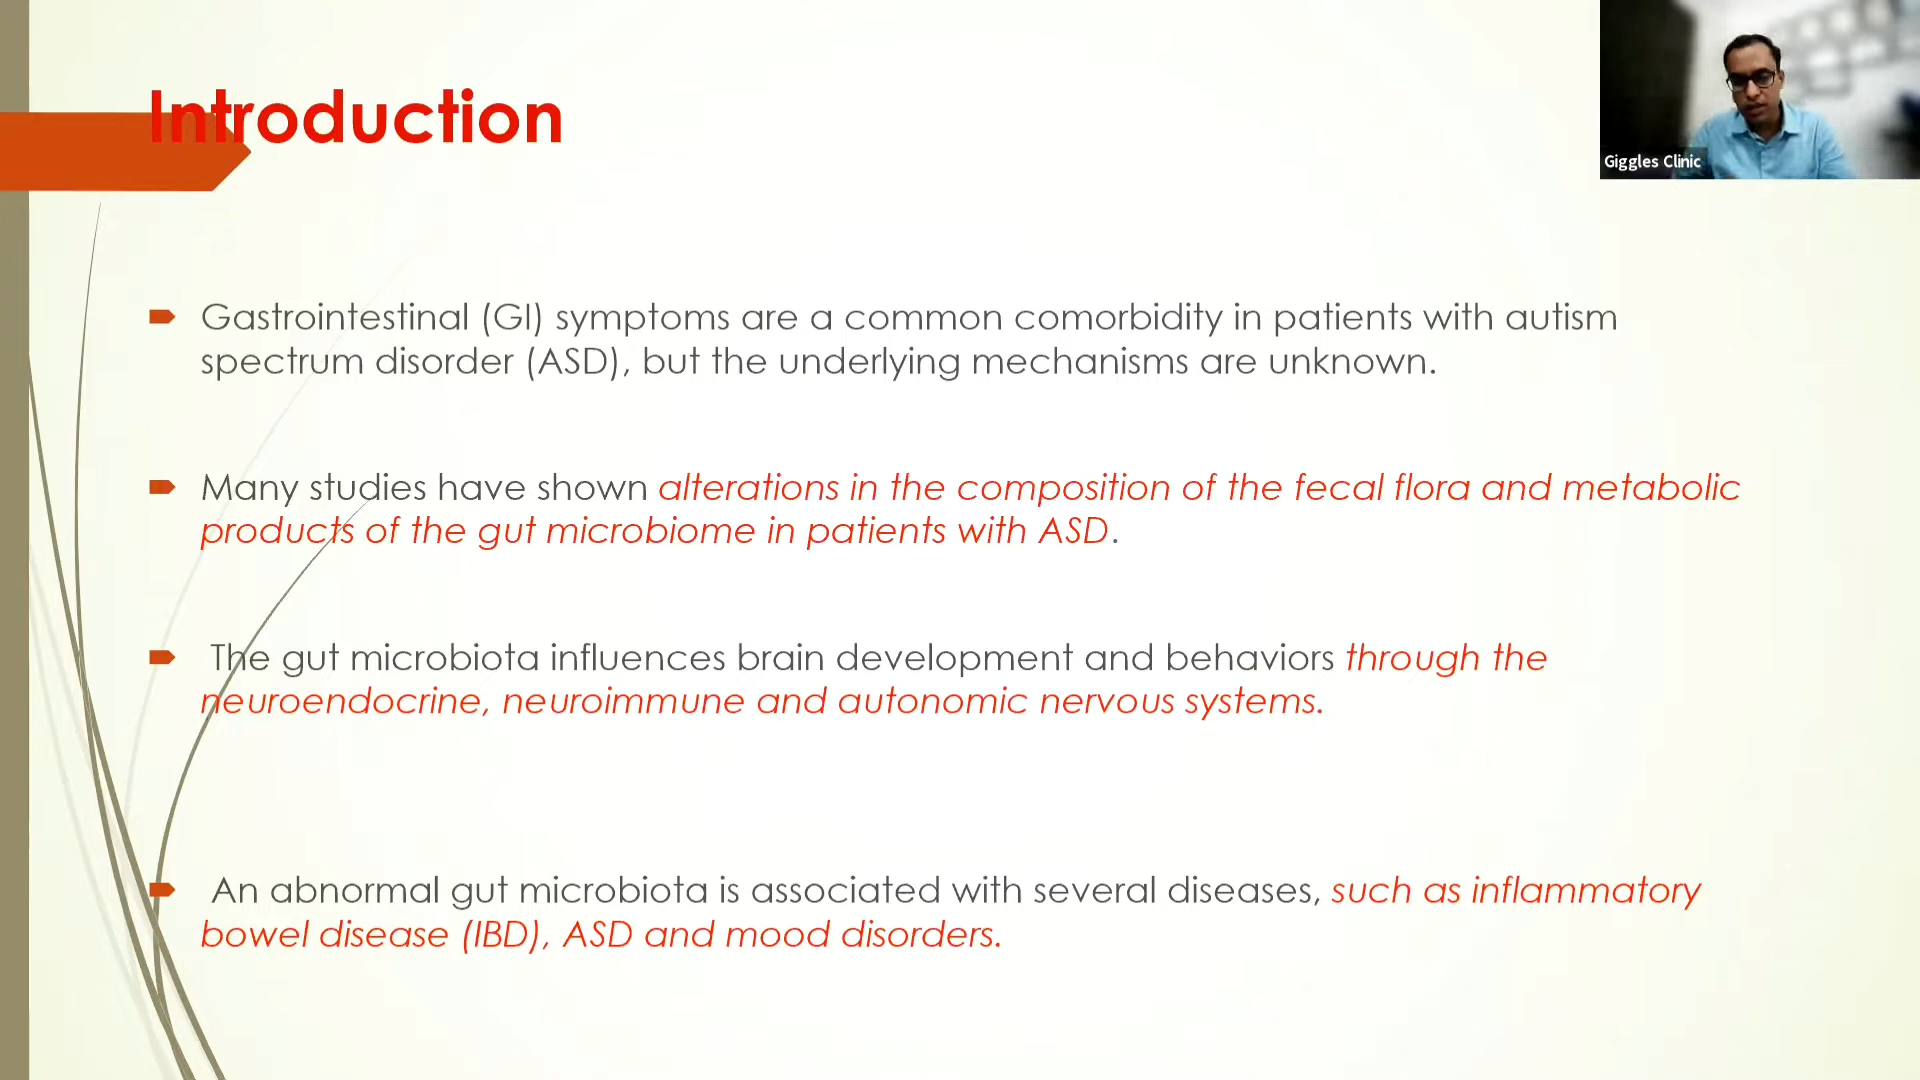 Introduction
Giggles Clinic
Gastrointestinal (GI) symptoms are a common comorbidity in patients with autism
spectrum disorder (ASD), but the underlying mechanisms are unknown.
Many studies have shown alterations in the composition of the fecal flora and metabolic
products of the gut microbiome in patients with ASD.
The gut microbiota influences brain development and behaviors through the
neuroendocrine, neuroimmune and autonomic nervous systems.
An abnormal gut microbiota is associated with several diseases, such as inflammatory
bowel disease (IBD), ASD and mood disorders.